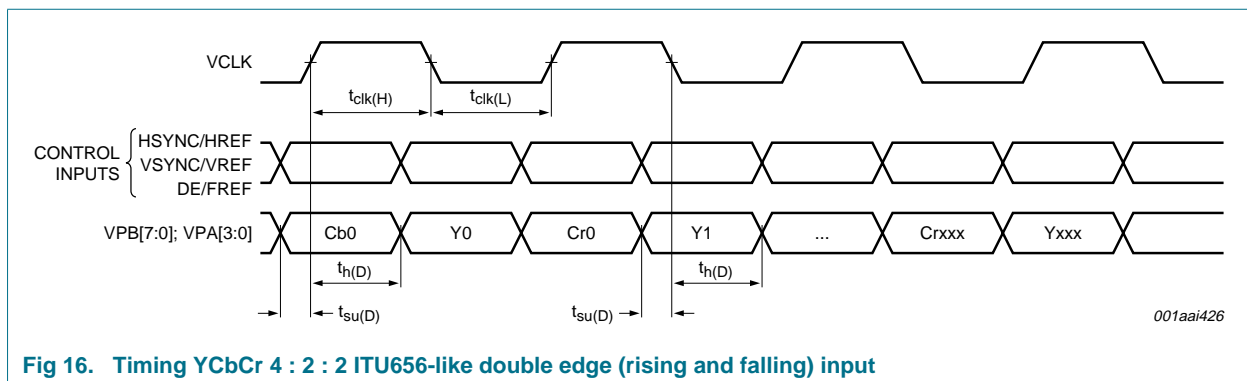 VCLK
tclk(H)
tclk(L)
CONTROL INPUTS
HSYNC/HREF
VSYNC/VREF
DE/FREF
VPB[7:0]; VPA[3:0]
Cb0
Y0
Cr0
Y1
...
Crxxx
Yxxx
th(D)
th(D)
tsu(D)
tsu(D)
001aai426
Fig 16. Timing YCbCr 4 : 2 : 2 ITU656-like double edge (rising and falling) input